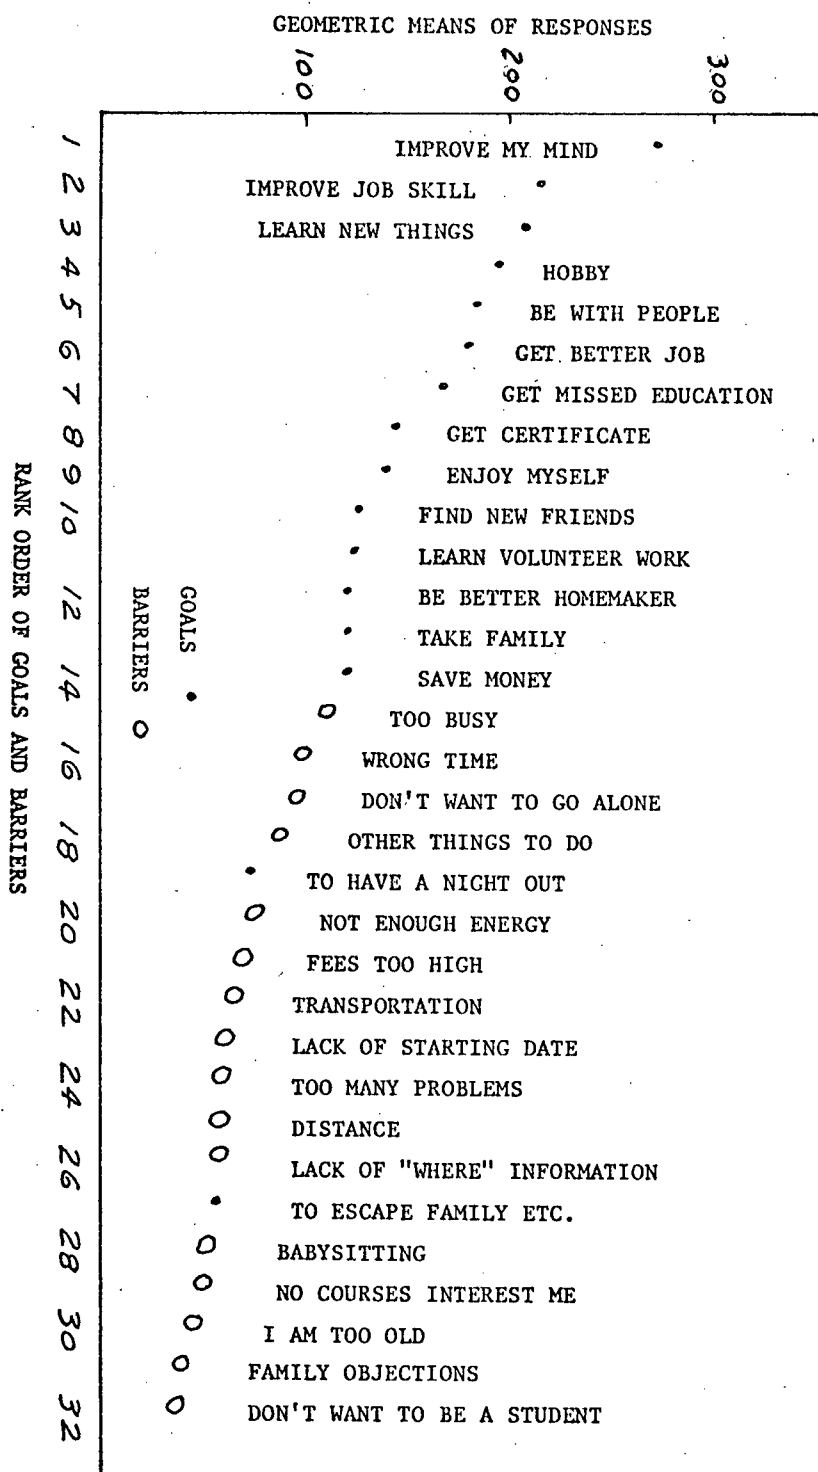 GEOMETRIC MEANS OF RESPONSES
100
200
300
1
IMPROVE MY MIND
2
IMPROVE JOB SKILL
3
LEARN NEW THINGS
4
HOBBY
5
BE WITH PEOPLE
6
GET BETTER JOB
7
GET MISSED EDUCATION
8
GET CERTIFICATE
9
ENJOY MYSELF
10
FIND NEW FRIENDS
LEARN VOLUNTEER WORK
12
BE BETTER HOMEMAKER
TAKE FAMILY
14
SAVE MONEY
TOO BUSY
16
WRONG TIME
DON'T WANT TO GO ALONE
18
OTHER THINGS TO DO
TO HAVE A NIGHT OUT
20
NOT ENOUGH ENERGY
FEES TOO HIGH
22
TRANSPORTATION
LACK OF STARTING DATE
24
TOO MANY PROBLEMS
DISTANCE
26
LACK OF "WHERE" INFORMATION
TO ESCAPE FAMILY ETC.
28
BABYSITTING
NO COURSES INTEREST ME
30
I AM TOO OLD
FAMILY OBJECTIONS
32
DON'T WANT TO BE A STUDENT
GOALS
BARRIERS
RANK ORDER OF GOALS AND BARRIERS